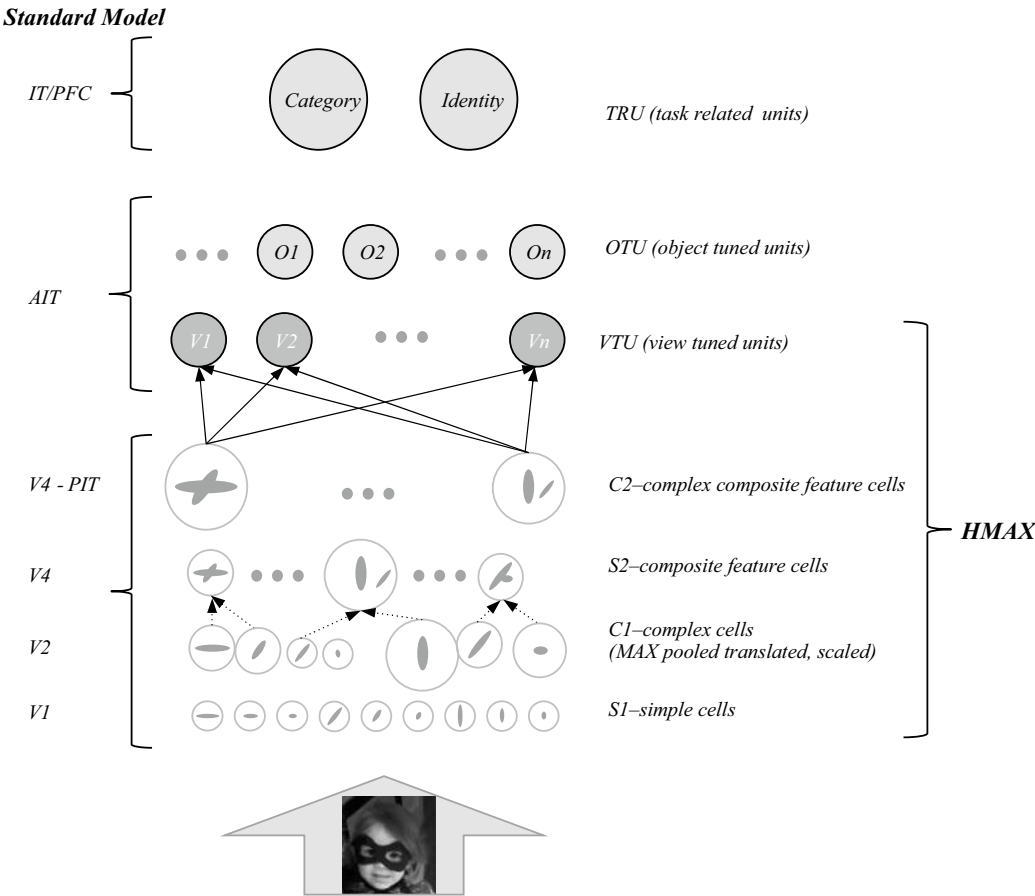 Standard Model
IT/PFC
Category
Identity
TRU (task related units)
O1
O2
On
OTU (object tuned units)
AIT
V1
V2
Vn
VTU (view tuned units)
V4 - PIT
C2–complex composite feature cells
HMAX
V4
S2–composite feature cells
V2
C1–complex cells
(MAX pooled translated, scaled)
V1
S1–simple cells